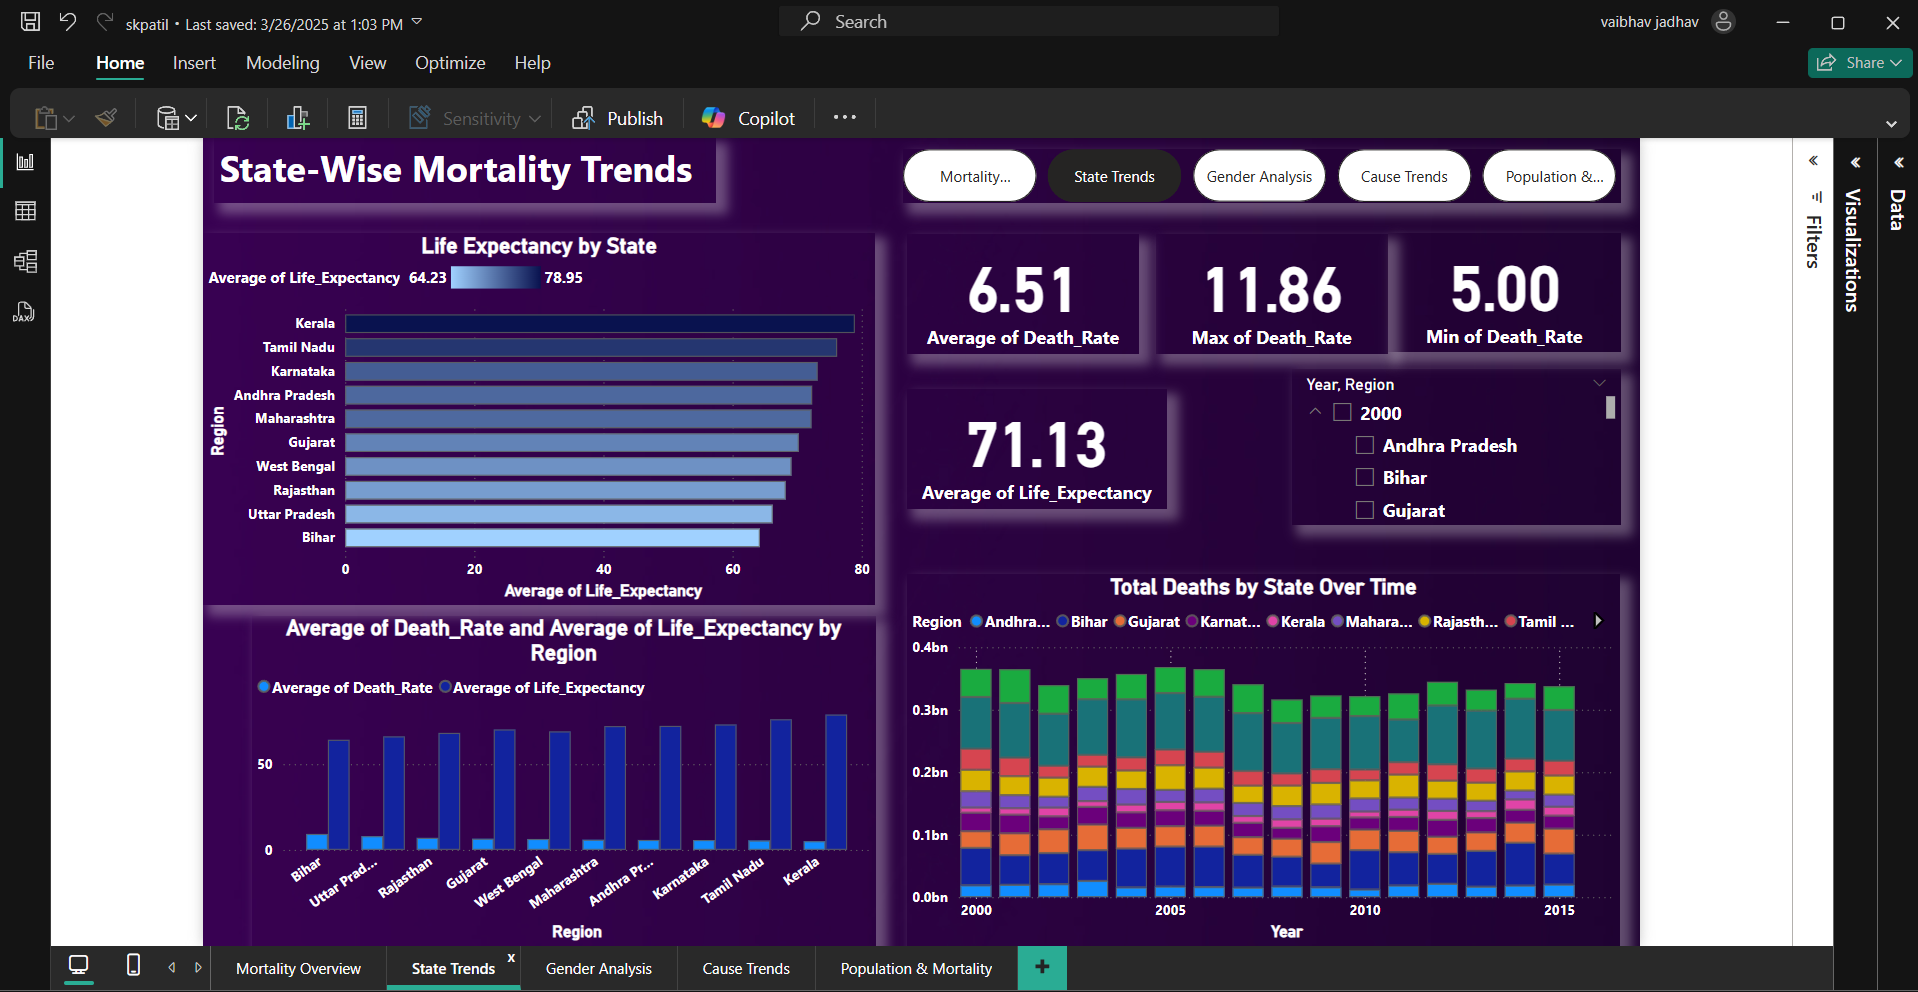 skpatil • Last saved: 3/26/2025 at 1:03 PM
Search
vaibhav jadhav
File Home Insert Modeling View Optimize Help
Share
Sensitivity
Publish
Copilot
State-Wise Mortality Trends
Mortality...
State Trends
Gender Analysis
Cause Trends
Population &...
Life Expectancy by State
Average of Life_Expectancy 64.23 78.95
Region
Kerala
Tamil Nadu
Karnataka
Andhra Pradesh
Maharashtra
Gujarat
West Bengal
Rajasthan
Uttar Pradesh
Bihar
0 20 40 60 80
Average of Life_Expectancy
6.51
Average of Death_Rate
11.86
Max of Death_Rate
5.00
Min of Death_Rate
71.13
Average of Life_Expectancy
Year, Region
2000
Andhra Pradesh
Bihar
Gujarat
Average of Death_Rate and Average of Life_Expectancy by
Region
Average of Death_Rate Average of Life_Expectancy
50
0
Bihar
Uttar Prad...
Rajasthan
Gujarat
West Bengal
Maharashtra
Andhra Pr...
Karnataka
Tamil Nadu
Kerala
Region
Total Deaths by State Over Time
Region Andhra... Bihar Gujarat Karnat... Kerala Mahara... Rajasth... Tamil ...
0.4bn
0.3bn
0.2bn
0.1bn
0.0bn
2000 2005 2010 2015
Year
Filters
Visualizations
Data
DAX
Mortality Overview
State Trends x
Gender Analysis
Cause Trends
Population & Mortality
+